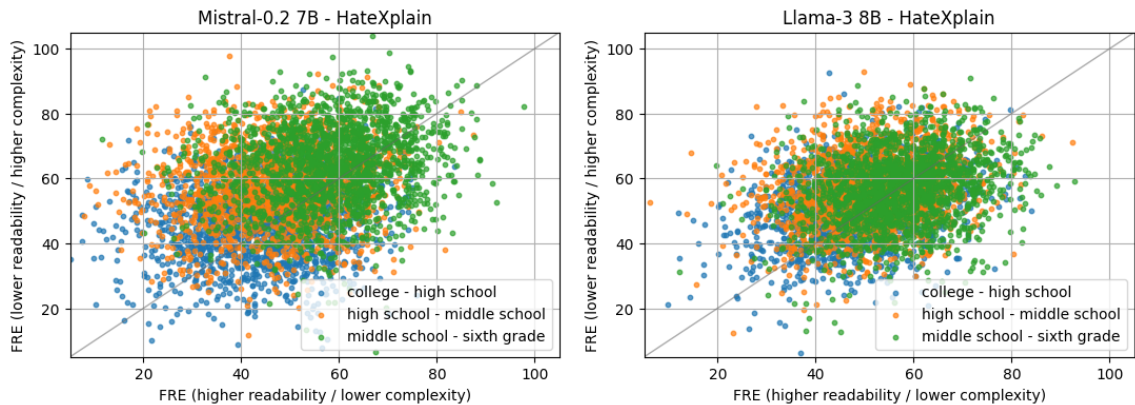 Mistral-0.2 7B - HateXplain
FRE (lower readability / higher complexity)
100
80
60
40
20
college - high school
high school - middle school
middle school - sixth grade
20 40 60 80 100
FRE (higher readability / lower complexity)
Llama-3 8B - HateXplain
FRE (lower readability / higher complexity)
100
80
60
40
20
college - high school
high school - middle school
middle school - sixth grade
20 40 60 80 100
FRE (higher readability / lower complexity)